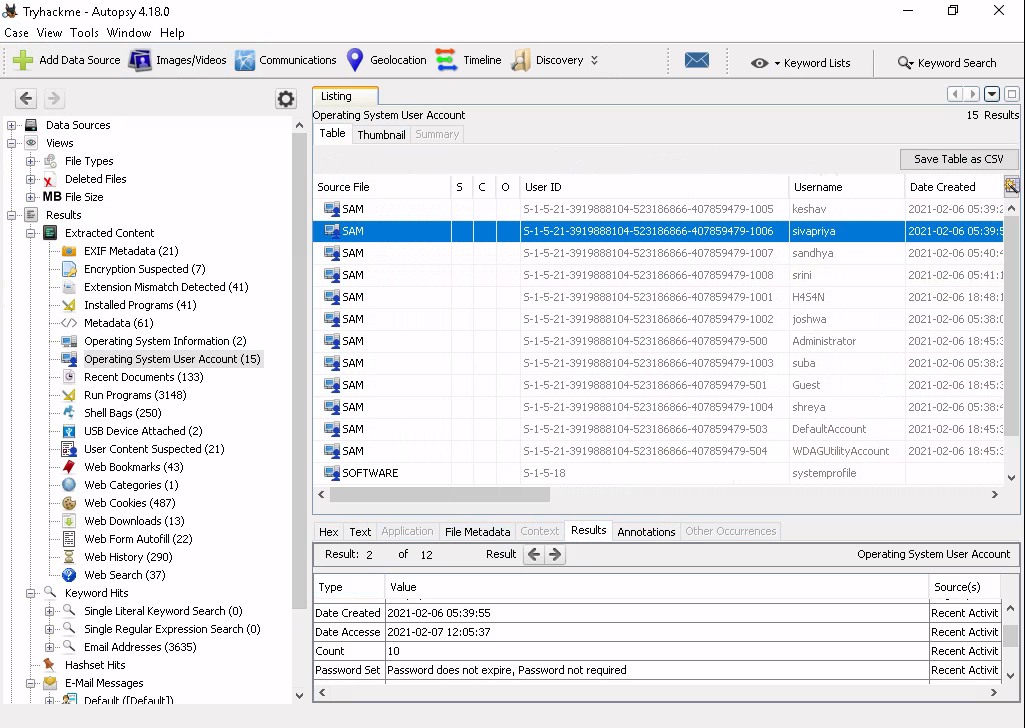 Tryhackme - Autopsy 4.18.0
Case View Tools Window Help
Add Data Source Images/Videos Communications Geolocation Timeline Discovery Keyword Lists Keyword Search
Data Sources
Views
File Types
Deleted Files
MB File Size
Results
Extracted Content
EXIF Metadata (21)
Encryption Suspected (7)
Extension Mismatch Detected (41)
Installed Programs (41)
Metadata (61)
Operating System Information (2)
Operating System User Account (15)
Recent Documents (133)
Run Programs (3148)
Shell Bags (250)
USB Device Attached (2)
User Content Suspected (21)
Web Bookmarks (43)
Web Categories (1)
Web Cookies (487)
Web Downloads (13)
Web Form Autofill (22)
Web History (290)
Web Search (37)
Keyword Hits
Single Literal Keyword Search (0)
Single Regular Expression Search (0)
Email Addresses (3635)
Hashset Hits
E-Mail Messages
Default ([Default])
Listing
Operating System User Account 15 Results
Table Thumbnail Summary
Save Table as CSV
Source File S C O User ID Username Date Created
SAM S-1-5-21-3919888104-523186866-407859479-1005 keshav 2021-02-06 05:39:2
SAM S-1-5-21-3919888104-523186866-407859479-1006 sivapriya 2021-02-06 05:39:5
SAM S-1-5-21-3919888104-523186866-407859479-1007 sandhya 2021-02-06 05:40:4
SAM S-1-5-21-3919888104-523186866-407859479-1008 srini 2021-02-06 05:41:1
SAM S-1-5-21-3919888104-523186866-407859479-1001 H4S4N 2021-02-06 18:48:1
SAM S-1-5-21-3919888104-523186866-407859479-1002 joshwa 2021-02-06 05:38:0
SAM S-1-5-21-3919888104-523186866-407859479-500 Administrator 2021-02-06 18:45:3
SAM S-1-5-21-3919888104-523186866-407859479-1003 suba 2021-02-06 05:38:2
SAM S-1-5-21-3919888104-523186866-407859479-501 Guest 2021-02-06 18:45:3
SAM S-1-5-21-3919888104-523186866-407859479-1004 shreya 2021-02-06 05:38:4
SAM S-1-5-21-3919888104-523186866-407859479-503 DefaultAccount 2021-02-06 18:45:3
SAM S-1-5-21-3919888104-523186866-407859479-504 WDAGUtilityAccount 2021-02-06 18:45:3
SOFTWARE S-1-5-18 systemprofile
Hex Text Application File Metadata Context Results Annotations Other Occurrences
Result: 2 of 12 Result Operating System User Account
Type Value Source(s)
Date Created 2021-02-06 05:39:55 Recent Activit
Date Accesse 2021-02-07 12:05:37 Recent Activit
Count 10 Recent Activit
Password Set Password does not expire, Password not required Recent Activit